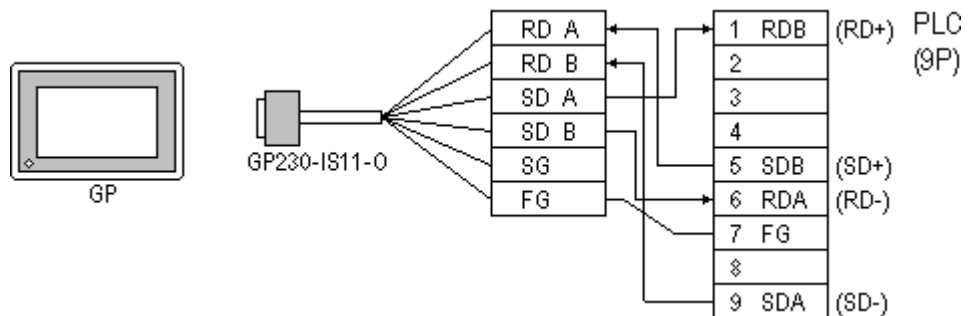 RD A
RD B
SD A
SD B
SG
FG
GP
GP230-IS11-O
1 RDB (RD+)
2
3
4
5 SDB (SD+)
6 RDA (RD-)
7 FG
8
9 SDA (SD-)
PLC
(9P)